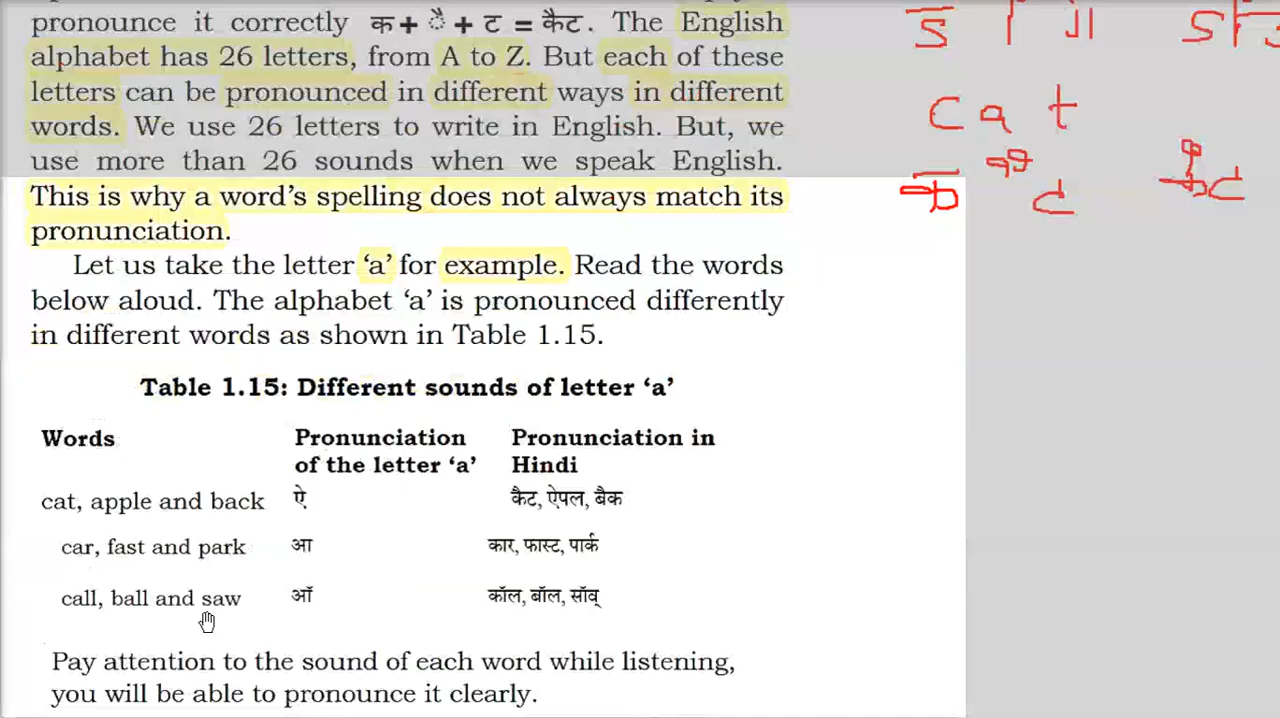 pronounce it correctly क + ै + ट = कैट. The English
alphabet has 26 letters, from A to Z. But each of these
letters can be pronounced in different ways in different
words. We use 26 letters to write in English. But, we
use more than 26 sounds when we speak English.
This is why a word's spelling does not always match its
pronunciation.
Let us take the letter 'a' for example. Read the words
below aloud. The alphabet 'a' is pronounced differently
in different words as shown in Table 1.15.
Table 1.15: Different sounds of letter 'a'
Words Pronunciation of the letter 'a' Pronunciation in Hindi
cat, apple and back ऐ कैट, ऐपल, बैक
car, fast and park आ कार, फास्ट, पार्क
call, ball and saw ऑ कॉल, बॉल, सॉव्
Pay attention to the sound of each word while listening,
you will be able to pronounce it clearly.
c a t